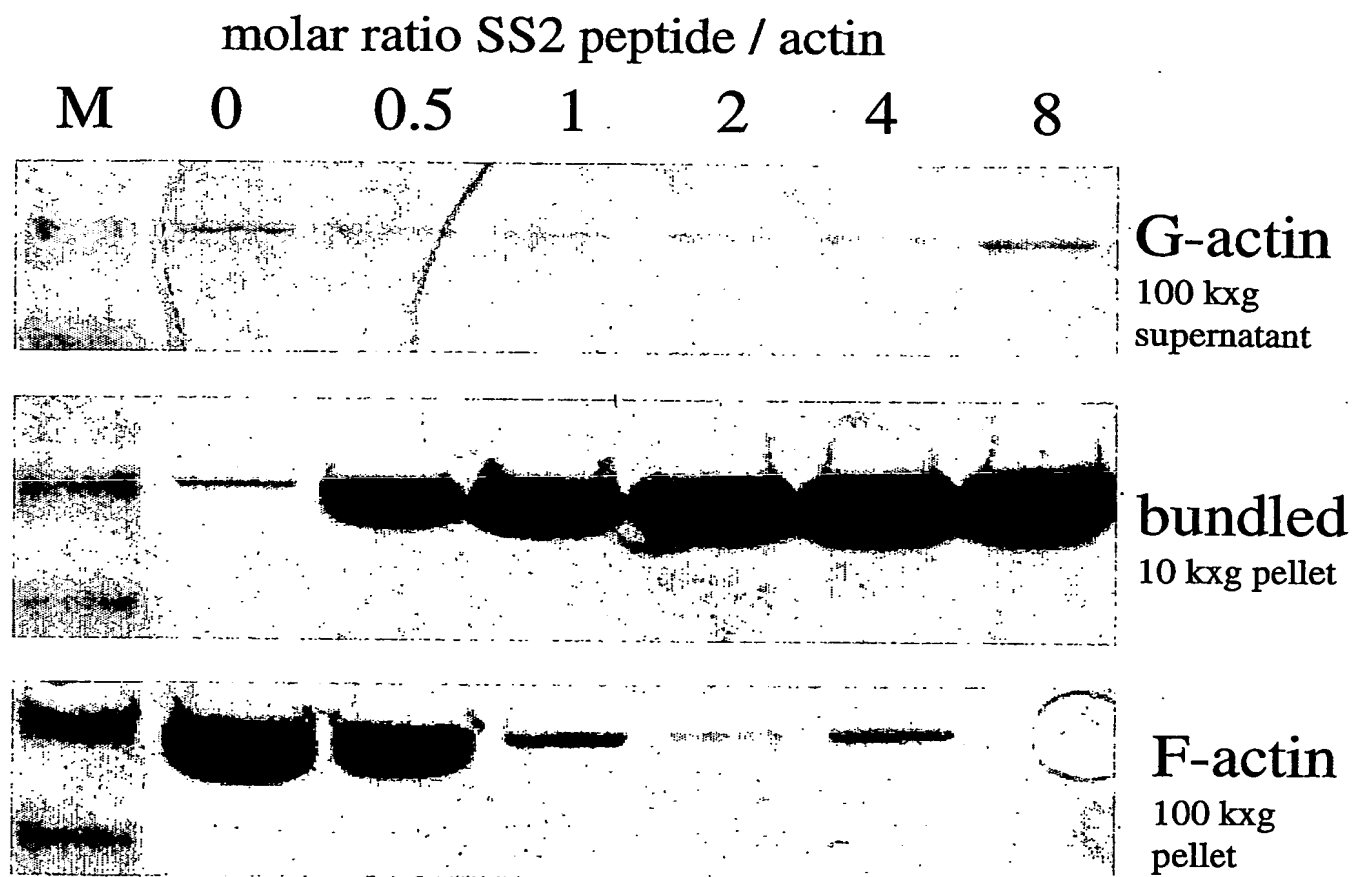 molar ratio SS2 peptide / actin
M 0 0.5 1 2 4 8
G-actin
100 kxg
supernatant
bundled
10 kxg pellet
F-actin
100 kxg
pellet